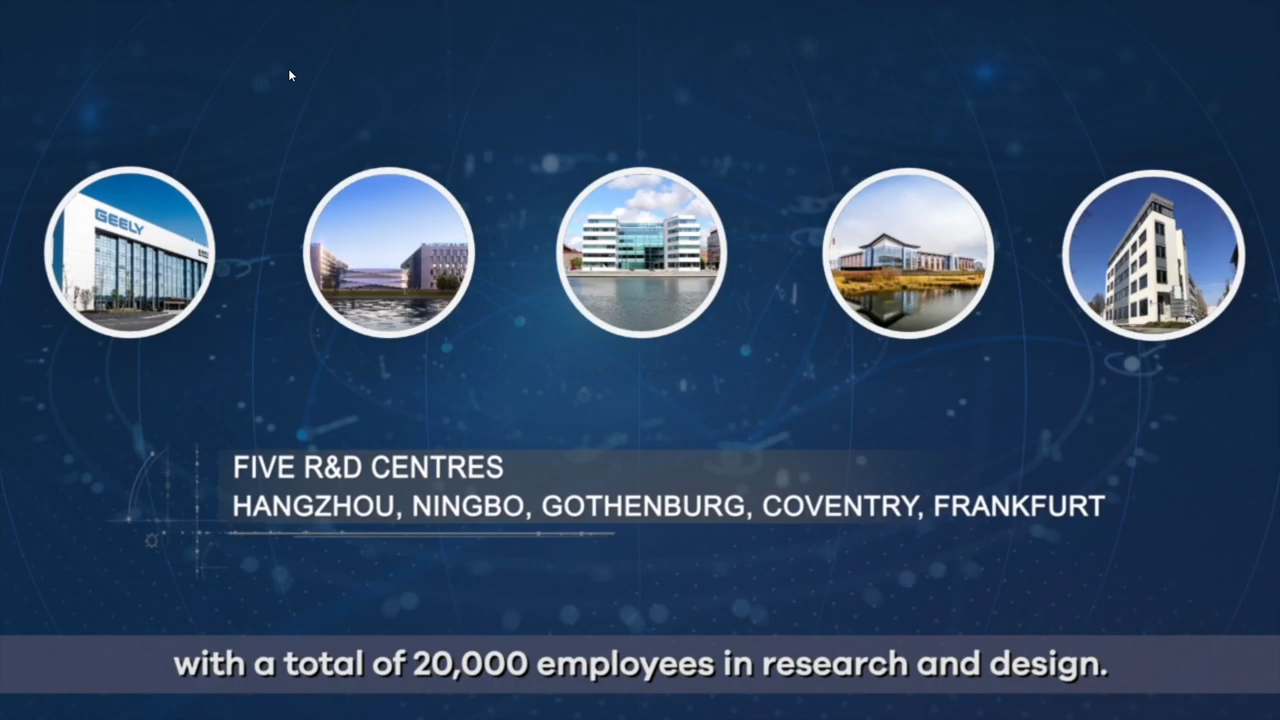 GEELY
FIVE R&D CENTRES
HANGZHOU, NINGBO, GOTHENBURG, COVENTRY, FRANKFURT
with a total of 20,000 employees in research and design.